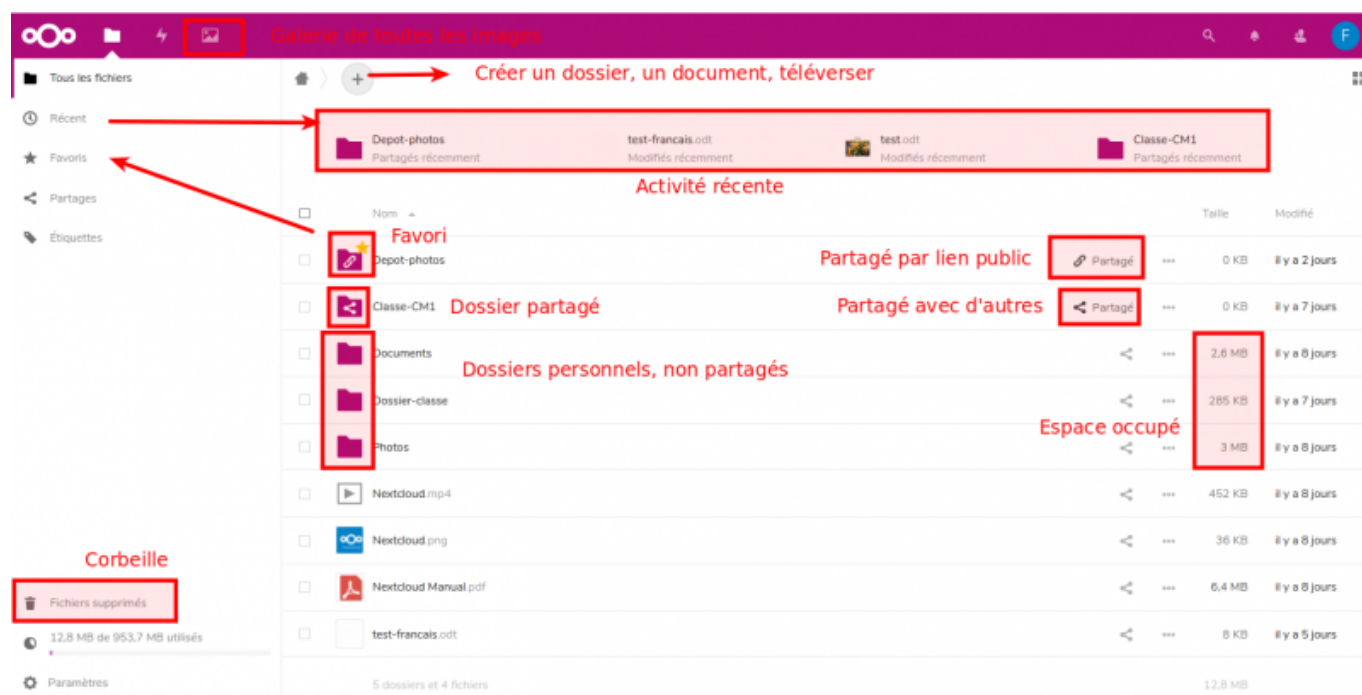 Galerie de toutes les images
F
Tous les fichiers
Créer un dossier, un document, téléverser
Récent
Depot-photos
Partagés récemment
test-francais.odt
Modifiés récemment
test.odt
Modifiés récemment
Classe-CM1
Partagés récemment
Favoris
Activité récente
Partages
Nom
Taille
Modifié
Étiquettes
Favori
Depot-photos
Partagé par lien public
Partagé
0 KB
il y a 2 jours
Classe-CM1
Dossier partagé
Partagé avec d'autres
Partagé
0 KB
il y a 7 jours
Documents
2,6 MB
il y a 8 jours
Dossiers personnels, non partagés
Dossier-classe
285 KB
il y a 7 jours
Espace occupé
Photos
3 MB
il y a 8 jours
Nextcloud.mp4
452 KB
il y a 8 jours
Nextcloud.png
36 KB
il y a 8 jours
Corbeille
Nextcloud Manual.pdf
6,4 MB
il y a 8 jours
Fichiers supprimés
test-francais.odt
8 KB
il y a 5 jours
12,8 MB de 953,7 MB utilisés
Paramètres
5 dossiers et 4 fichiers
12,8 MB